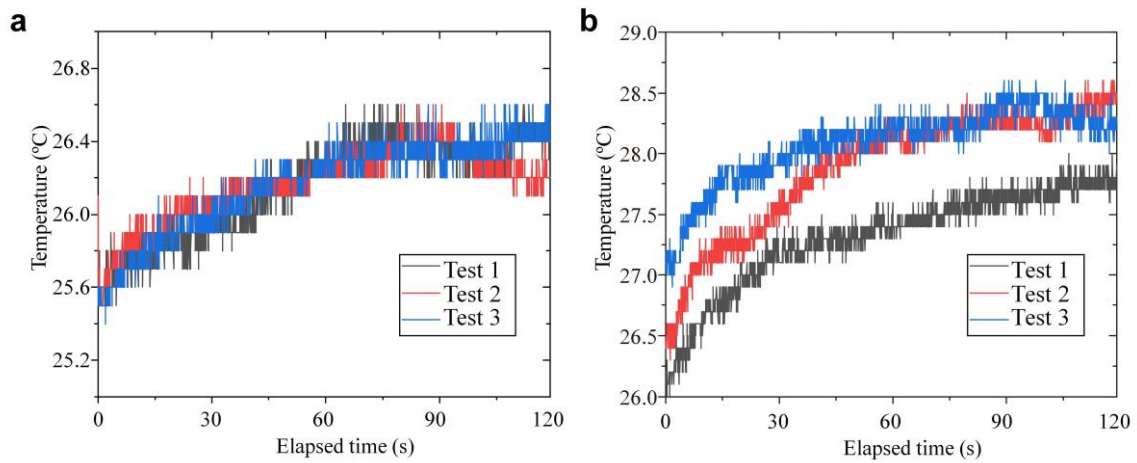 a
26.8
26.4
26.0
25.6
25.2
Temperature (°C)
0
30
60
90
120
Elapsed time (s)
Test 1
Test 2
Test 3
b
29.0
28.5
28.0
27.5
27.0
26.5
26.0
Temperature (°C)
0
30
60
90
120
Elapsed time (s)
Test 1
Test 2
Test 3